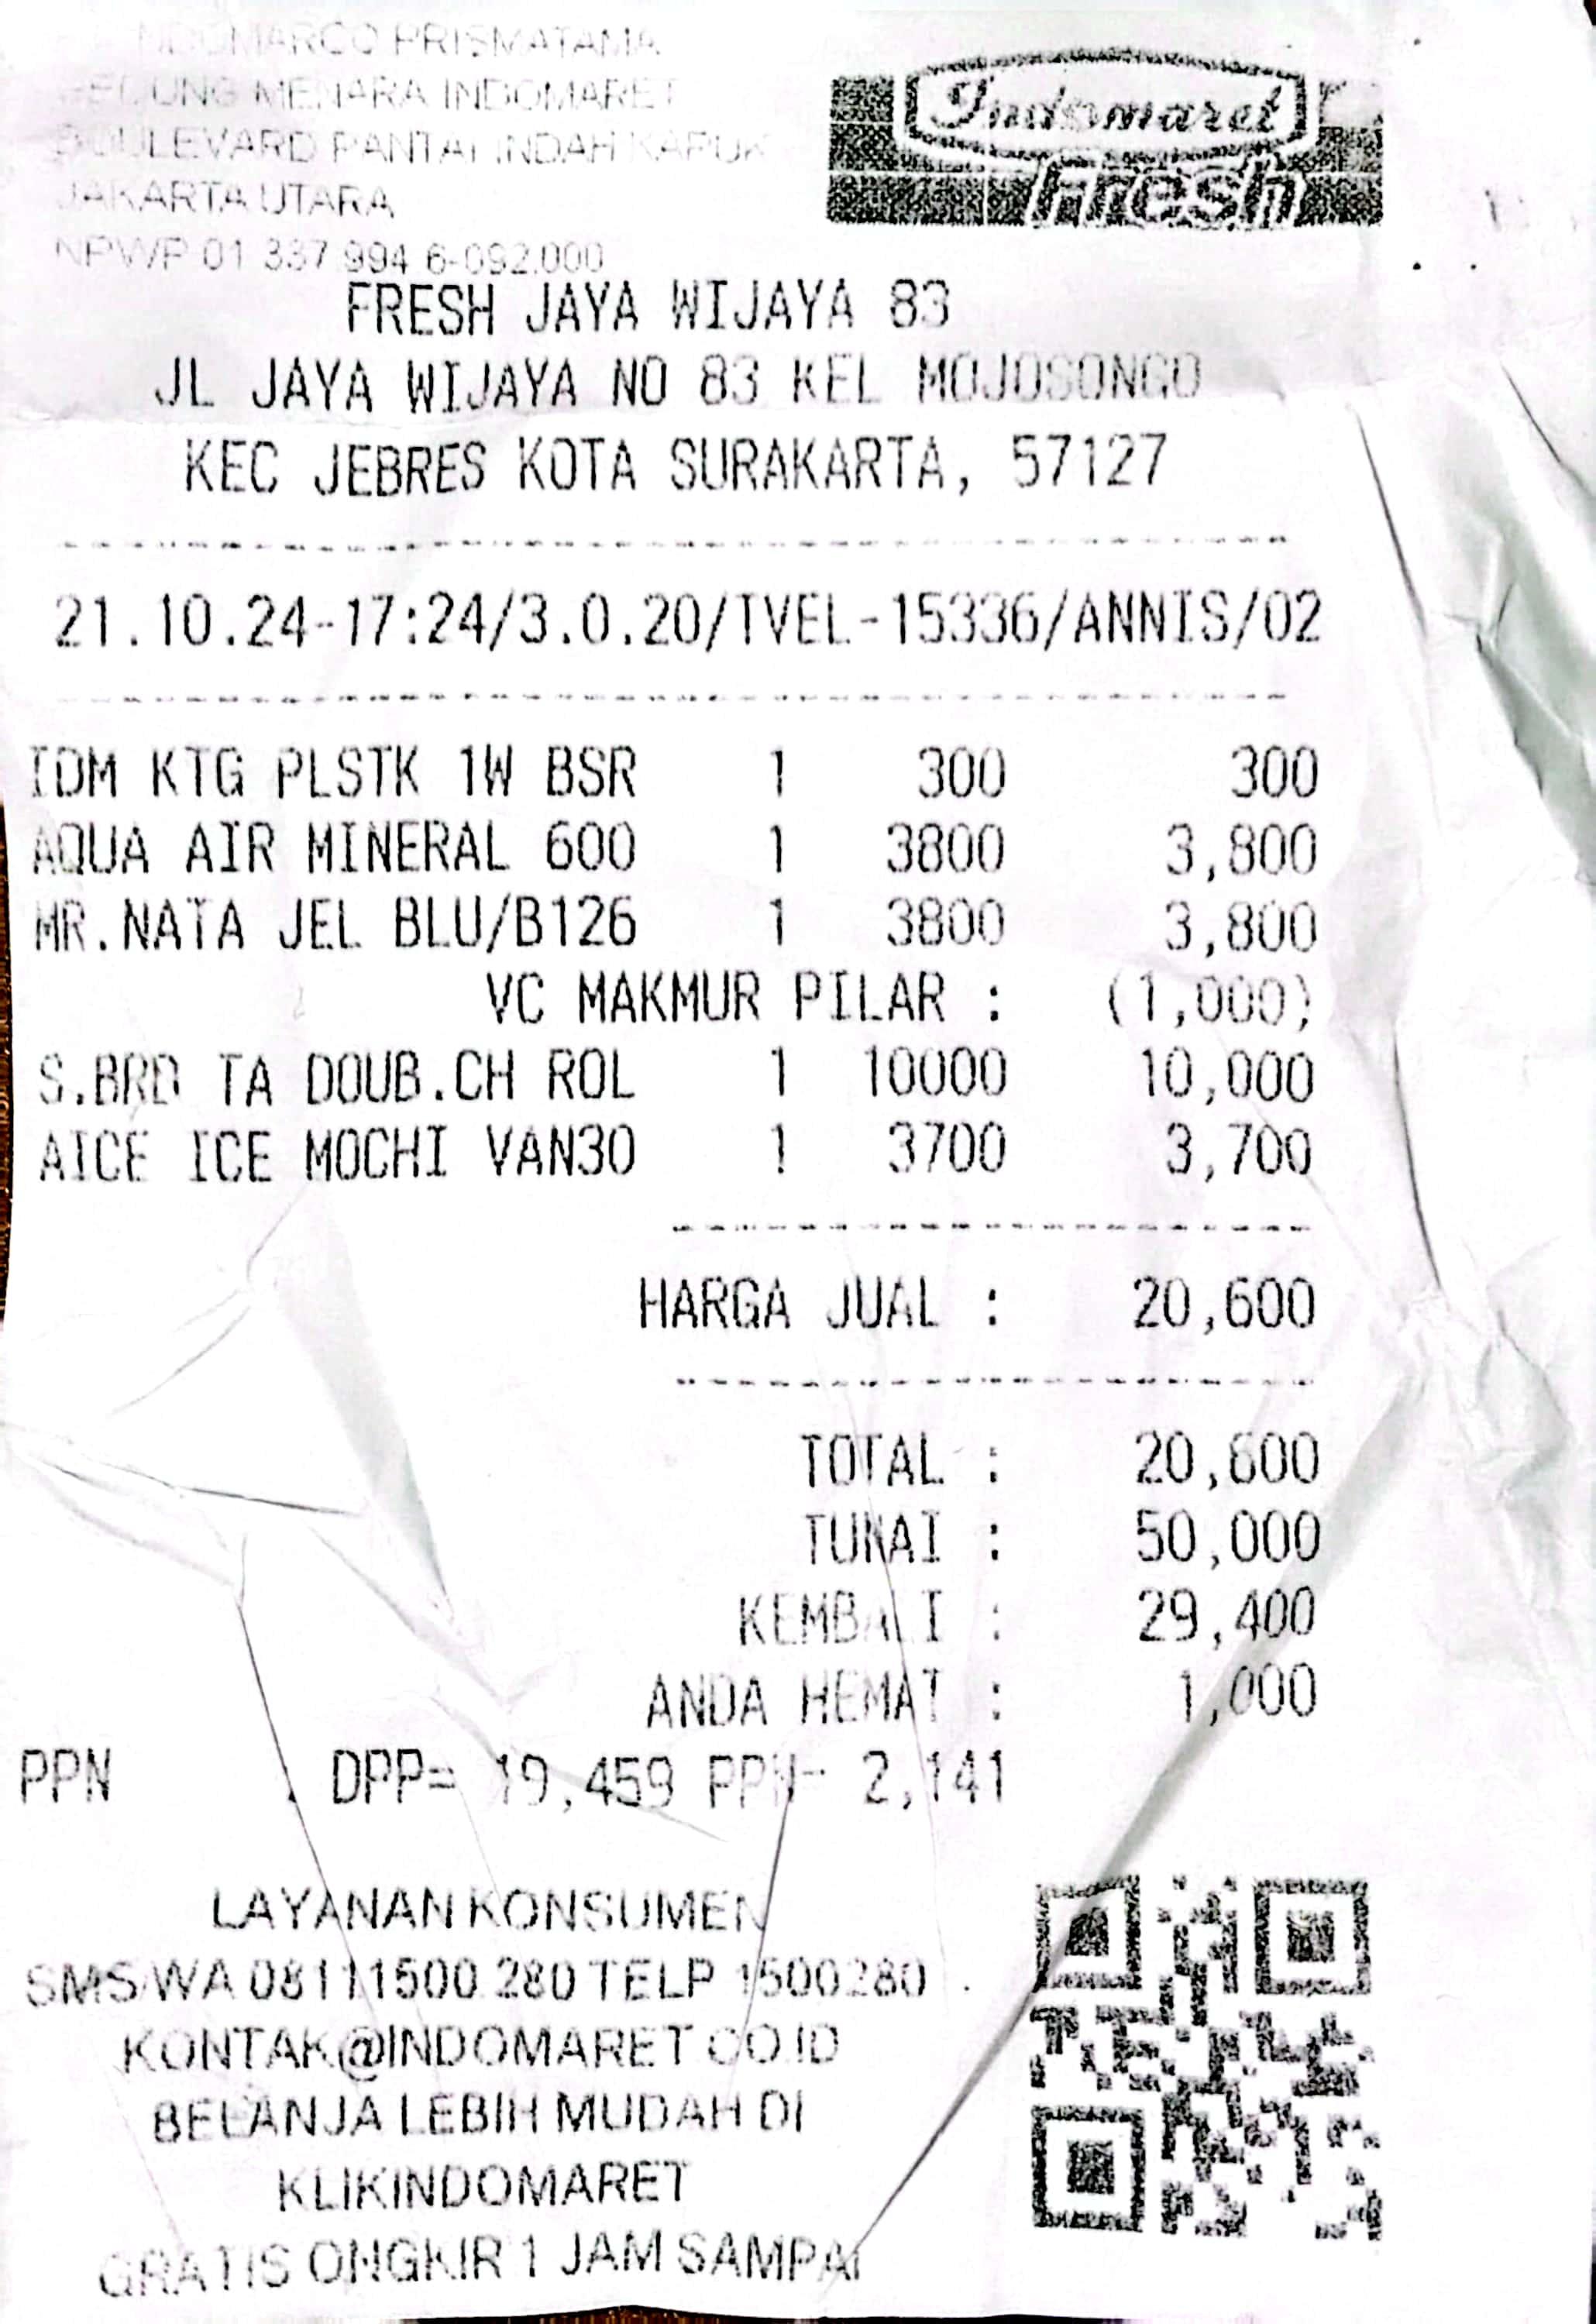 INDOMARCO PRISMATAMA
GEDUNG MENARA INDOMARET
BOULEVARD PANTAI INDAH KAPUK
JAKARTA UTARA
NPWP 01 337 994 6-092.000
Indomaret
Fresh
FRESH JAYA WIJAYA 83
JL JAYA WIJAYA NO 83 KEL MOJOSONGO
KEC JEBRES KOTA SURAKARTA, 57127
21.10.24-17:24/3.0.20/TVEL-15336/ANNIS/02
IDM KTG PLSTK 1W BSR 1 300 300
AQUA AIR MINERAL 600 1 3800 3,800
MR.NATA JEL BLU/B126 1 3800 3,800
VC MAKMUR PILAR : (1,000)
S.BRD TA DOUB.CH ROL 1 10000 10,000
AICE ICE MOCHI VAN30 1 3700 3,700
HARGA JUAL : 20,600
TOTAL : 20,600
TUNAI : 50,000
KEMBALI : 29,400
ANDA HEMAT : 1,000
PPN : DPP= 19,459 PPN= 2,141
LAYANAN KONSUMEN
SMS/WA 08111500 280 TELP 1500280
KONTAK@INDOMARET.CO.ID
BELANJA LEBIH MUDAH DI
KLIKINDOMARET
GRATIS ONGKIR 1 JAM SAMPAI